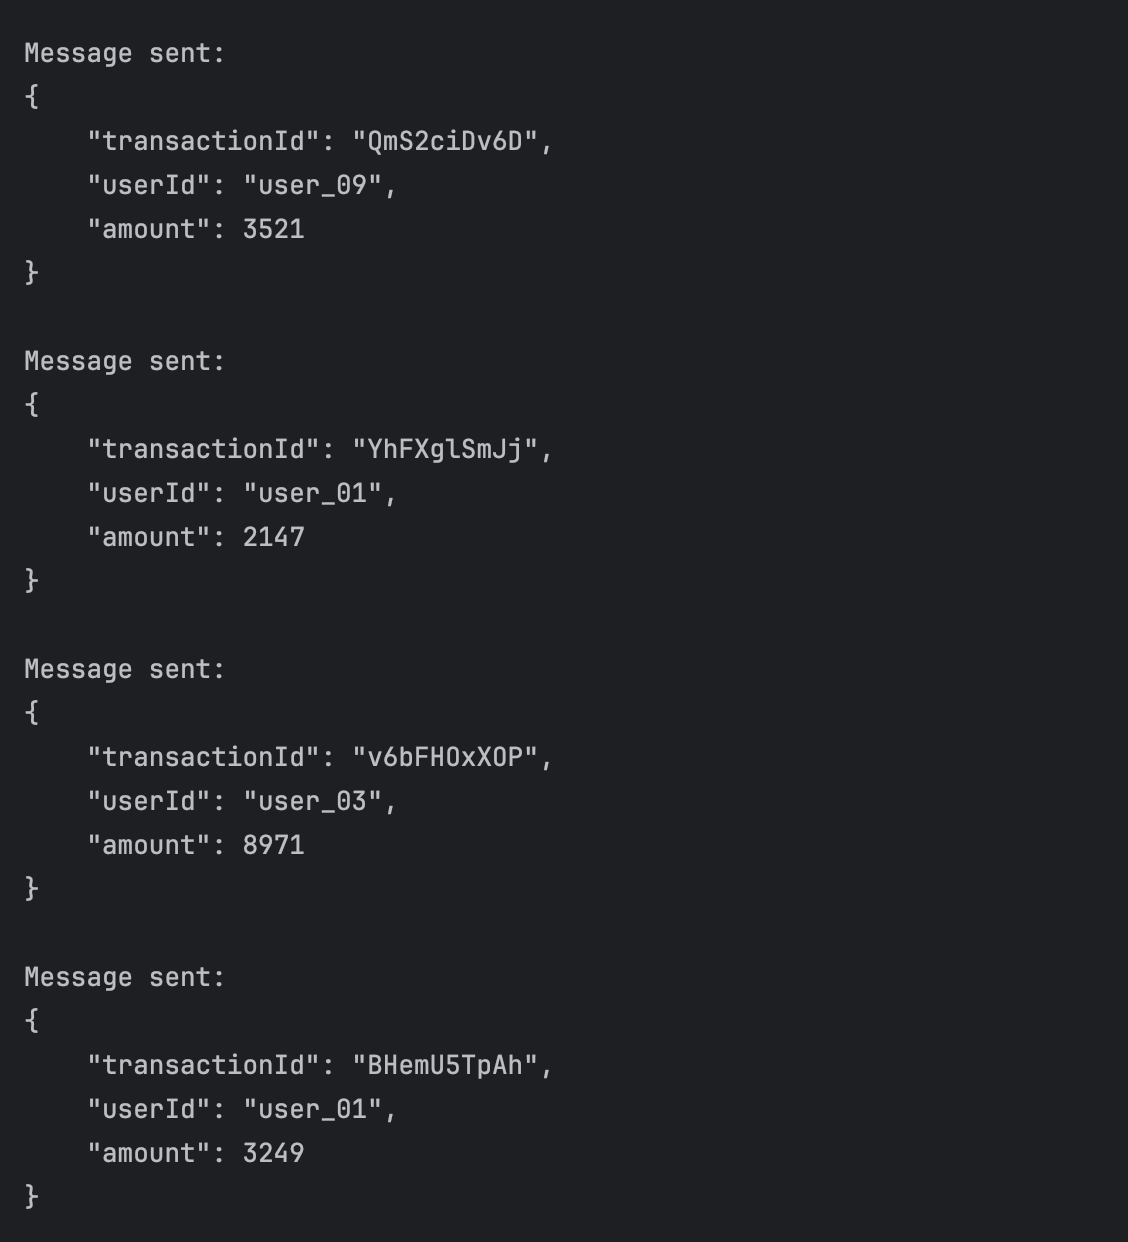 Message sent:
{
    "transactionId": "QmS2ciDv6D",
    "userId": "user_09",
    "amount": 3521
}

Message sent:
{
    "transactionId": "YhFXglSmJj",
    "userId": "user_01",
    "amount": 2147
}

Message sent:
{
    "transactionId": "v6bFHOxXOP",
    "userId": "user_03",
    "amount": 8971
}

Message sent:
{
    "transactionId": "BHemU5TpAh",
    "userId": "user_01",
    "amount": 3249
}